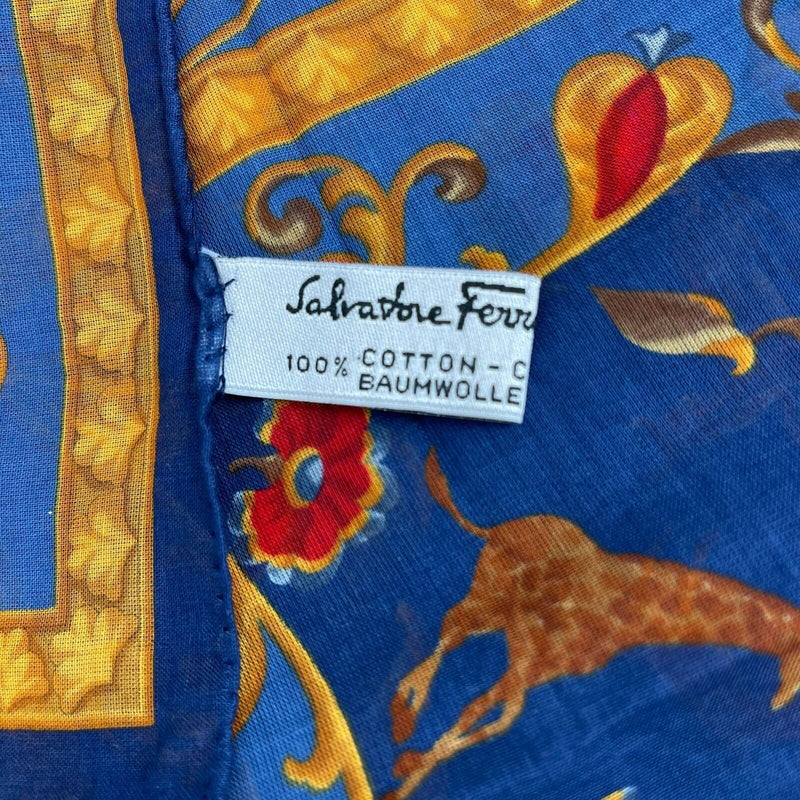 Salvatore Ferr
100% COTTON - C
BAUMWOLLE